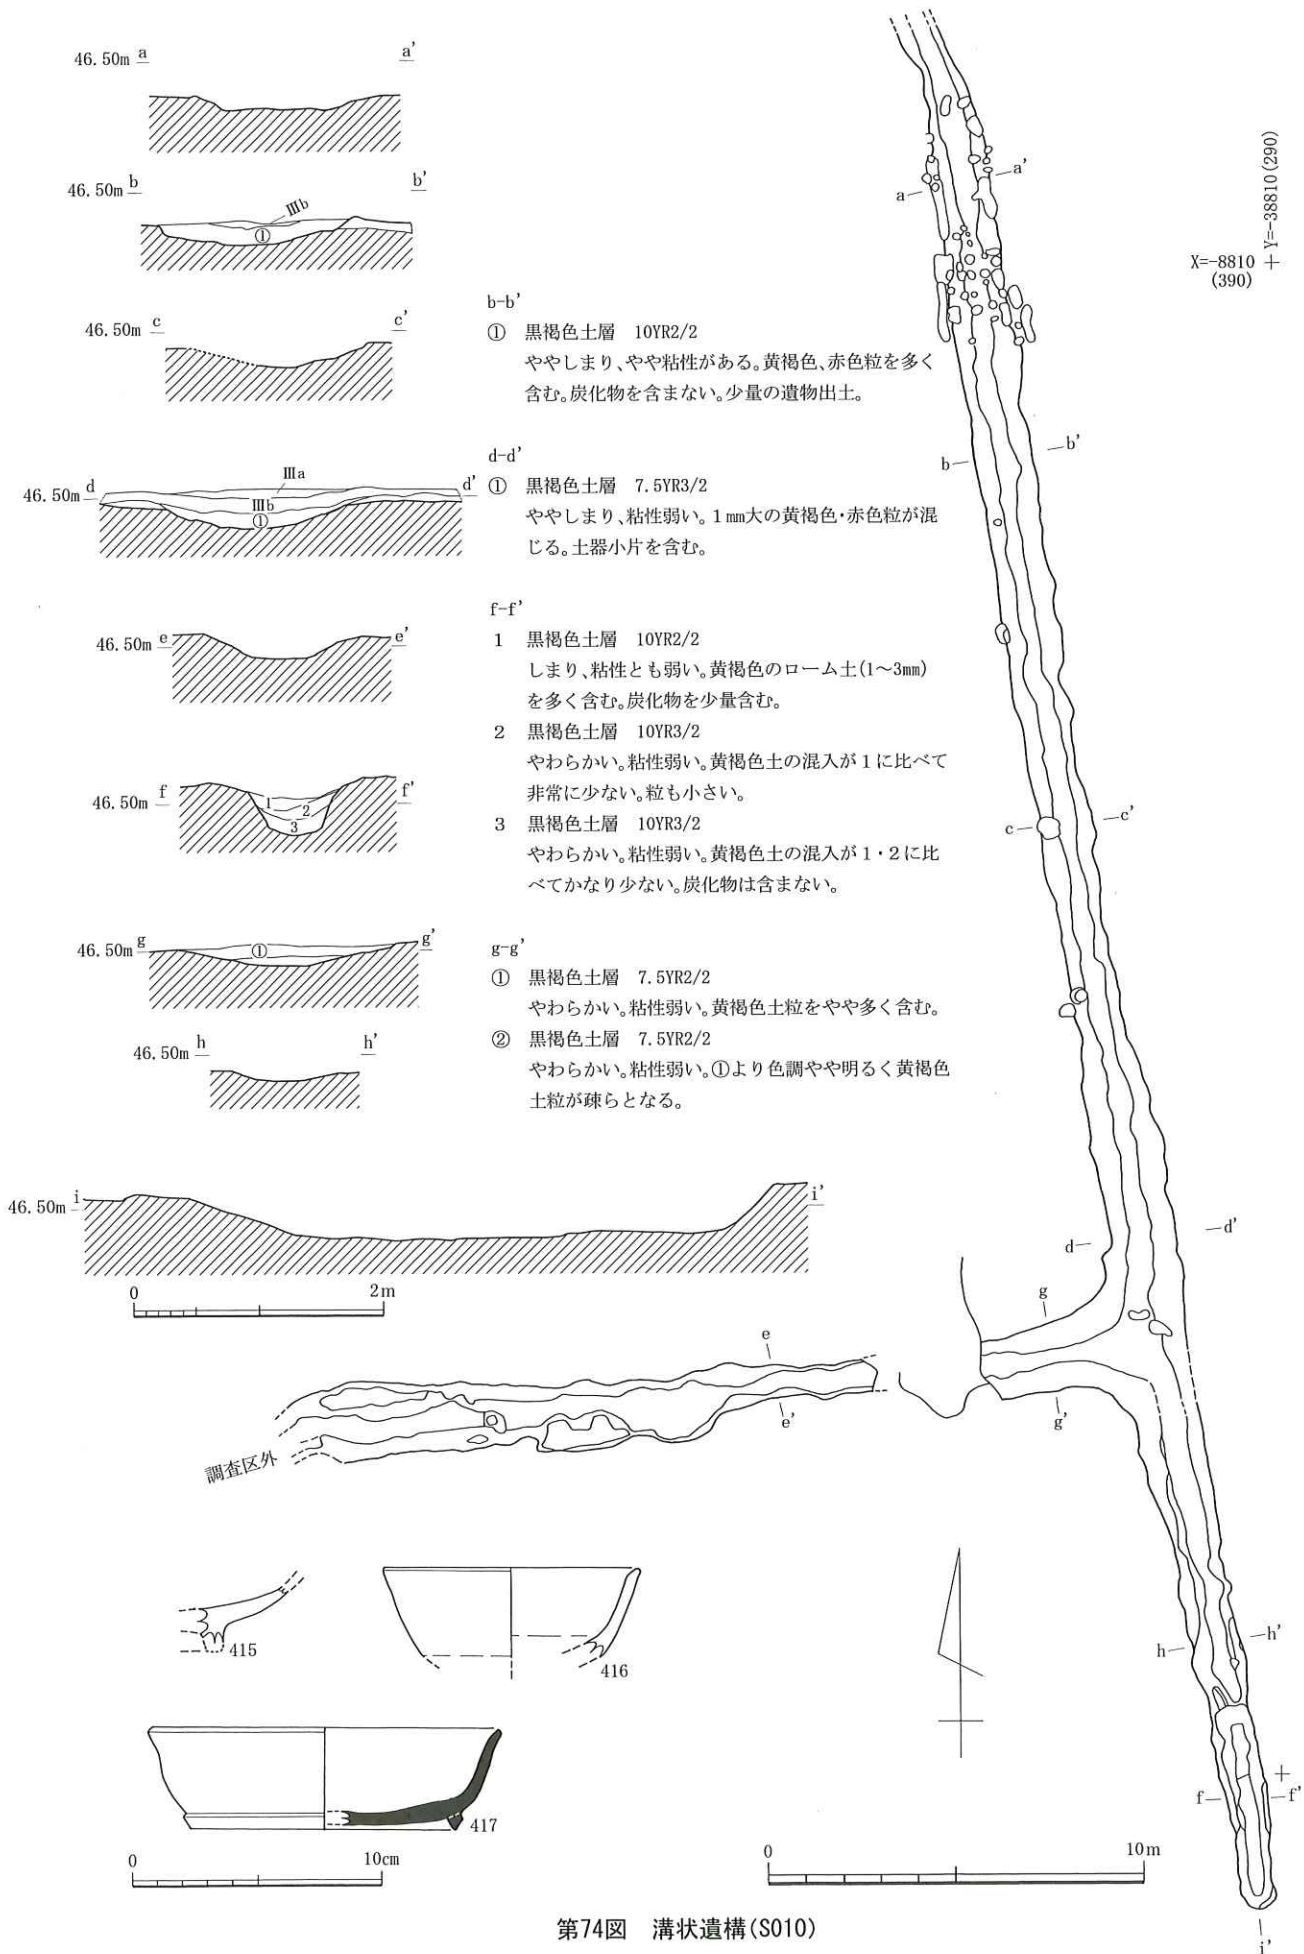 46.50m a a'
46.50m b b'
Ⅲb
①
46.50m c c'
46.50m d d'
Ⅲa
Ⅲb
①
46.50m e e'
46.50m f f'
1
2
3
46.50m g g'
①
46.50m h h'
46.50m i i'
0 2m
b-b'
① 黒褐色土層 10YR2/2
ややしまり、やや粘性がある。黄褐色、赤色粒を多く
含む。炭化物を含まない。少量の遺物出土。
d-d'
① 黒褐色土層 7.5YR3/2
ややしまり、粘性弱い。1㎜大の黄褐色・赤色粒が混
じる。土器小片を含む。
f-f'
1 黒褐色土層 10YR2/2
しまり、粘性とも弱い。黄褐色のローム土(1～3㎜)
を多く含む。炭化物を少量含む。
2 黒褐色土層 10YR3/2
やわらかい。粘性弱い。黄褐色土の混入が1に比べて
非常に少ない。粒も小さい。
3 黒褐色土層 10YR3/2
やわらかい。粘性弱い。黄褐色土の混入が1・2に比
べてかなり少ない。炭化物は含まない。
g-g'
① 黒褐色土層 7.5YR2/2
やわらかい。粘性弱い。黄褐色土粒をやや多く含む。
② 黒褐色土層 7.5YR2/2
やわらかい。粘性弱い。①より色調やや明るく黄褐色
土粒が疎らとなる。
a a'
X=-8810
(390)
Y=-38810(290)
b b'
c c'
d d'
g
g'
e
e'
調査区外
h h'
f f'
i'
415
416
417
0 10cm
0 10m
第74図 溝状遺構(S010)